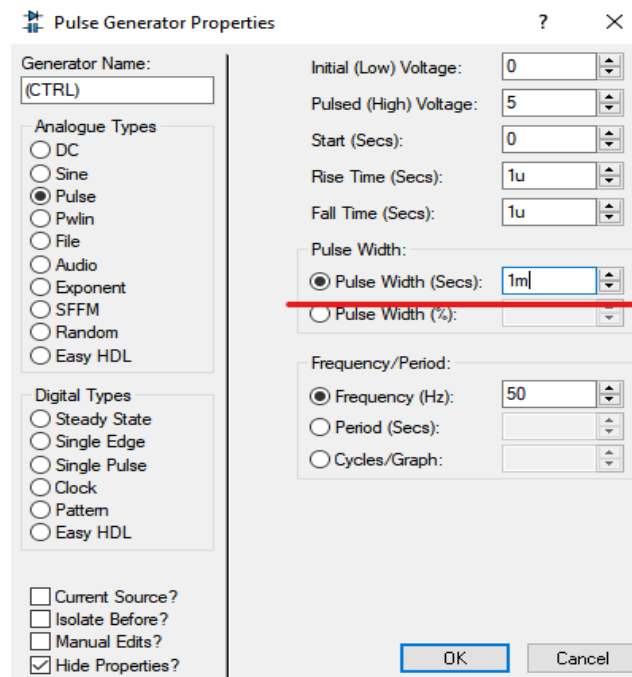 Pulse Generator Properties ? ×
Generator Name:
(CTRL)
Analogue Types
DC
Sine
Pulse
Pwlin
File
Audio
Exponent
SFFM
Random
Easy HDL
Digital Types
Steady State
Single Edge
Single Pulse
Clock
Pattern
Easy HDL
Current Source?
Isolate Before?
Manual Edits?
Hide Properties?
Initial (Low) Voltage: 0
Pulsed (High) Voltage: 5
Start (Secs): 0
Rise Time (Secs): 1u
Fall Time (Secs): 1u
Pulse Width:
Pulse Width (Secs): 1m
Pulse Width (%):
Frequency/Period:
Frequency (Hz): 50
Period (Secs):
Cycles/Graph:
OK Cancel